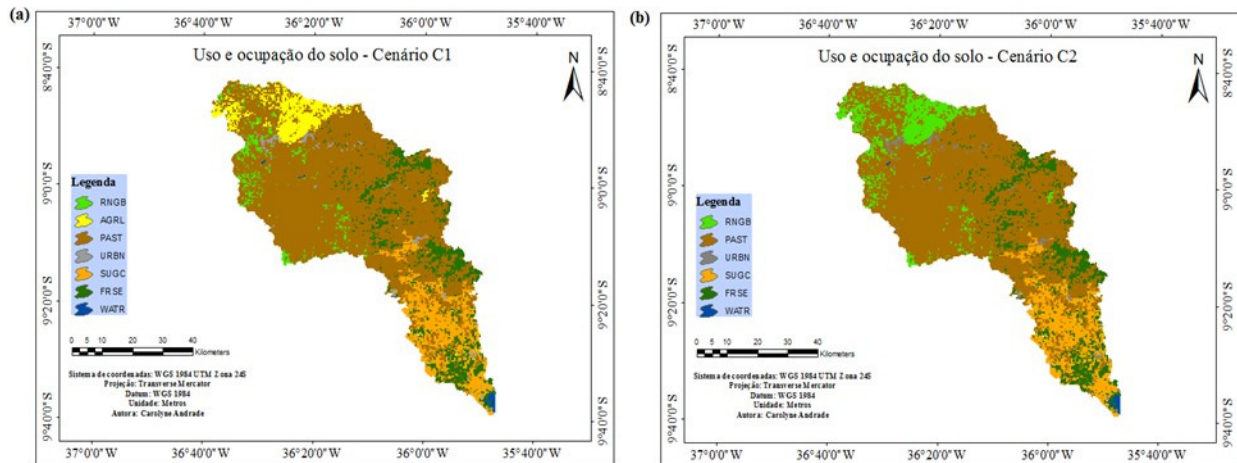 (a)
37°0'0"W 36°40'0"W 36°20'0"W 36°0'0"W 35°40'0"W
Uso e ocupação do solo - Cenário C1
N
8°40'0"S
9°0'0"S
9°20'0"S
9°40'0"S
8°40'0"S
9°0'0"S
9°20'0"S
9°40'0"S
Legenda
RNGB
AGRL
PAST
URBN
SUGC
FRSE
WATR
0 5 10 20 30 40
Kilometers
Sistema de coordenadas: WGS 1984 UTM Zona 24S
Projeção: Transverse Mercator
Datum: WGS 1984
Unidade: Metros
Autora: Carolyne Andrade
37°0'0"W 36°40'0"W 36°20'0"W 36°0'0"W 35°40'0"W
(b)
37°0'0"W 36°40'0"W 36°20'0"W 36°0'0"W 35°40'0"W
Uso e ocupação do solo - Cenário C2
N
8°40'0"S
9°0'0"S
9°20'0"S
9°40'0"S
8°40'0"S
9°0'0"S
9°20'0"S
9°40'0"S
Legenda
RNGB
PAST
URBN
SUGC
FRSE
WATR
0 5 10 20 30 40
Kilometers
Sistema de coordenadas: WGS 1984 UTM Zona 24S
Projeção: Transverse Mercator
Datum: WGS 1984
Unidade: Metros
Autora: Carolyne Andrade
37°0'0"W 36°40'0"W 36°20'0"W 36°0'0"W 35°40'0"W